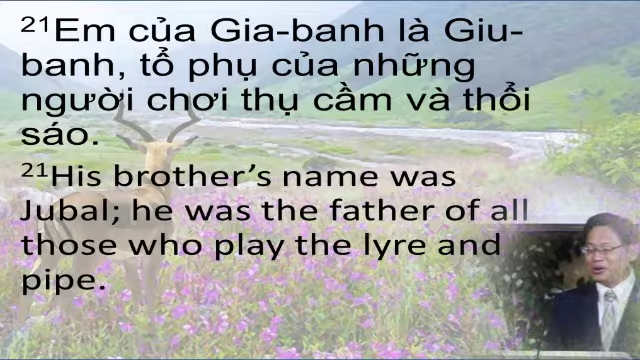 21Em của Gia-banh là Giu-
banh, tổ phụ của những
người chơi thụ cầm và thổi
sáo.
21His brother’s name was
Jubal; he was the father of all
those who play the lyre and
pipe.